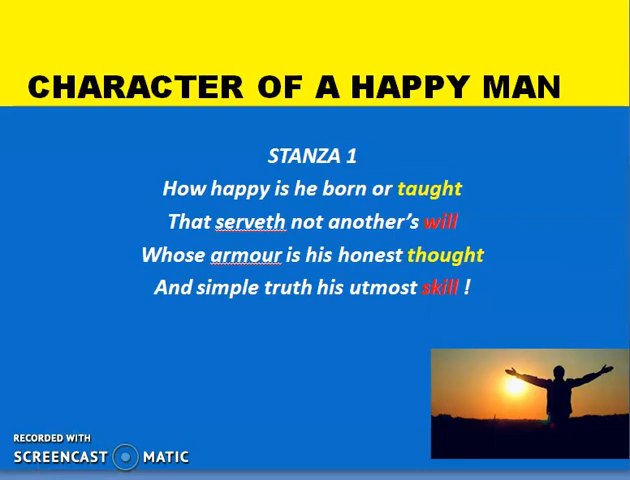 CHARACTER OF A HAPPY MAN
STANZA 1
How happy is he born or taught
That serveth not another’s will
Whose armour is his honest thought
And simple truth his utmost skill !
RECORDED WITH
SCREENCAST MATIC